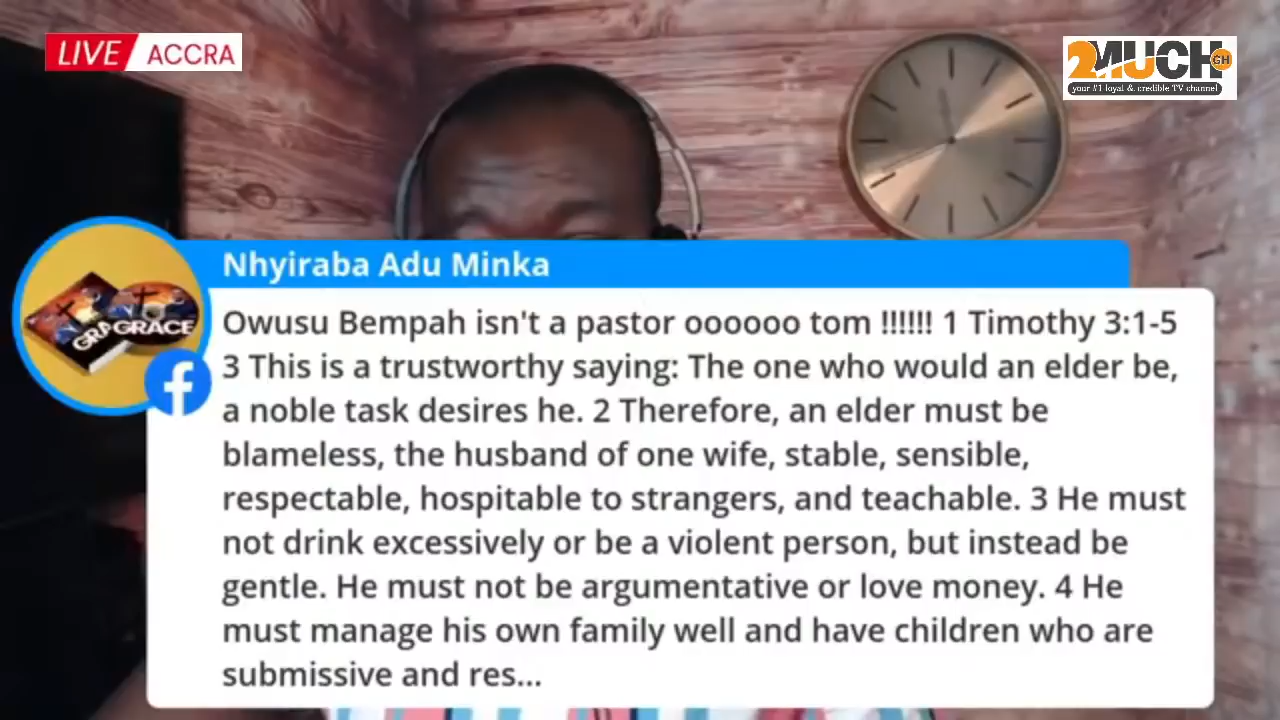 LIVE ACCRA
2MUCH GH
your #1 loyal & credible TV channel
Nhyiraba Adu Minka
GRACE
Owusu Bempah isn't a pastor oooooo tom !!!!!! 1 Timothy 3:1-5
3 This is a trustworthy saying: The one who would an elder be,
a noble task desires he. 2 Therefore, an elder must be
blameless, the husband of one wife, stable, sensible,
respectable, hospitable to strangers, and teachable. 3 He must
not drink excessively or be a violent person, but instead be
gentle. He must not be argumentative or love money. 4 He
must manage his own family well and have children who are
submissive and res...